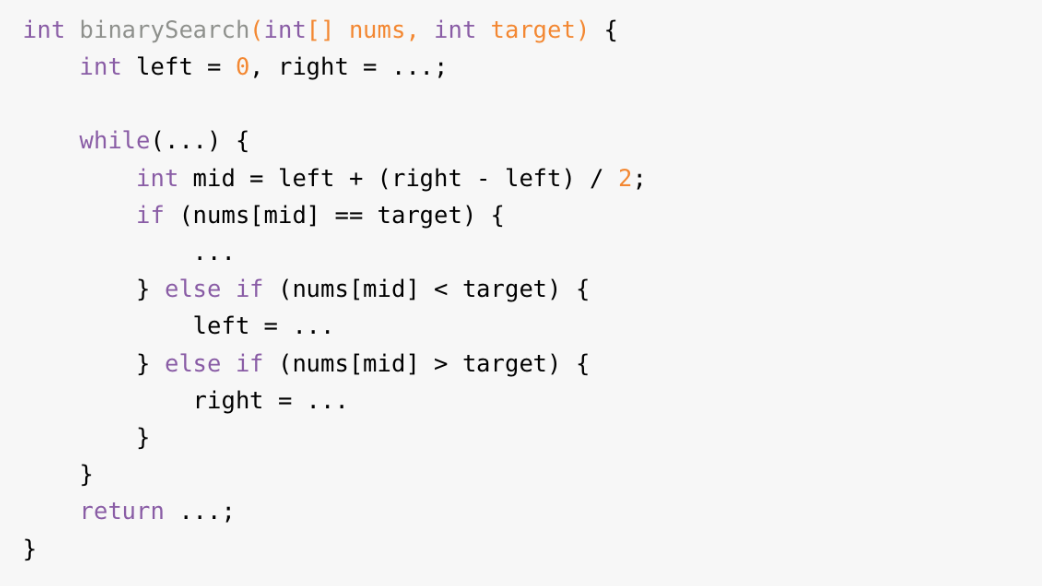 int binarySearch(int[] nums, int target) {
    int left = 0, right = ...;

    while(...) {
        int mid = left + (right - left) / 2;
        if (nums[mid] == target) {
            ...
        } else if (nums[mid] < target) {
            left = ...
        } else if (nums[mid] > target) {
            right = ...
        }
    }
    return ...;
}